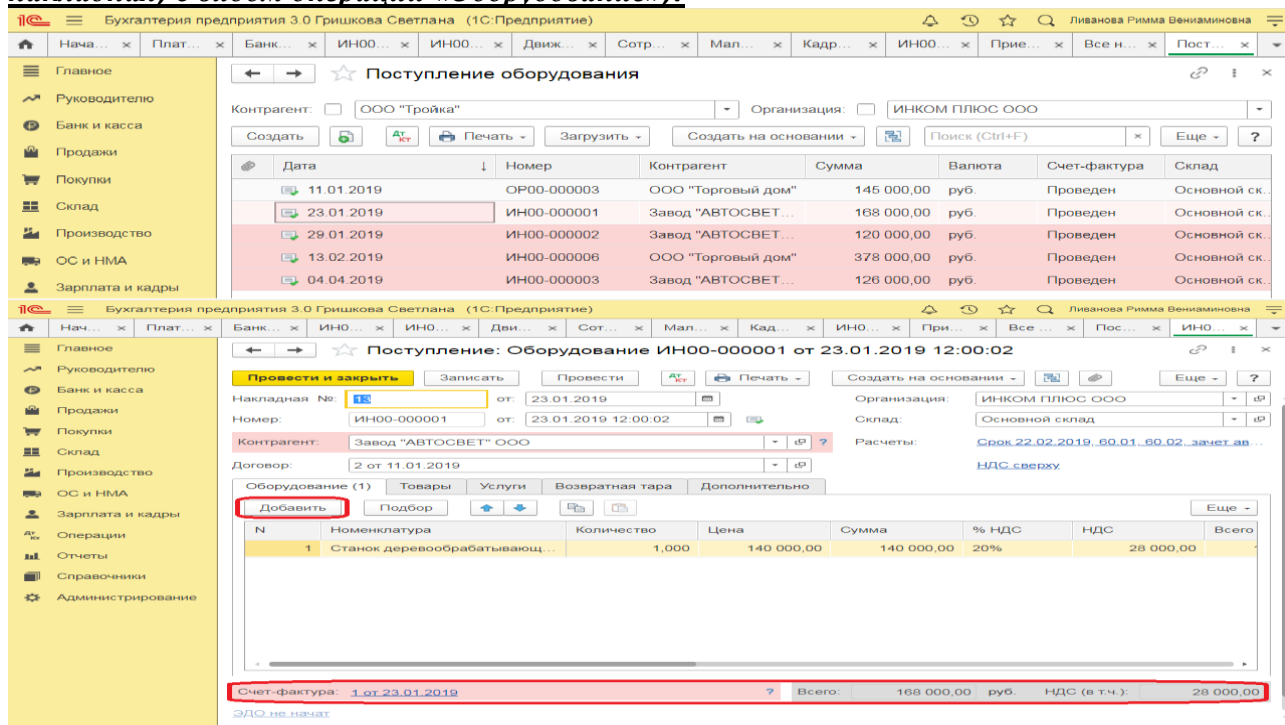 накладная) с видом операции «Оборудование»).
Бухгалтерия предприятия 3.0 Гришкова Светлана (1С:Предприятие) Ливанова Римма Вениаминовна
Нача... Плат... Банк... ИН00... ИН00... Движ... Сотр... Мал... Кадр... ИН00... Прие... Все н... Пост...
Главное
Руководителю
Банк и касса
Продажи
Покупки
Склад
Производство
ОС и НМА
Зарплата и кадры
Поступление оборудования
Контрагент: ООО "Тройка" Организация: ИНКОМ ПЛЮС ООО
Создать Дт Кт Печать Загрузить Создать на основании Поиск (Ctrl+F) × Еще ?
Дата ↓ Номер Контрагент Сумма Валюта Счет-фактура Склад
11.01.2019 ОР00-000003 ООО "Торговый дом" 145 000,00 руб. Проведен Основной ск..
23.01.2019 ИН00-000001 Завод "АВТОСВЕТ... 168 000,00 руб. Проведен Основной ск..
29.01.2019 ИН00-000002 Завод "АВТОСВЕТ... 120 000,00 руб. Проведен Основной ск..
13.02.2019 ИН00-000006 ООО "Торговый дом" 378 000,00 руб. Проведен Основной ск..
04.04.2019 ИН00-000003 Завод "АВТОСВЕТ... 126 000,00 руб. Проведен Основной ск..
Бухгалтерия предприятия 3.0 Гришкова Светлана (1С:Предприятие) Ливанова Римма Вениаминовна
Нач... Плат... Банк... ИН0... ИН0... Дви... Сот... Мал... Кад... ИН0... При... Все ... Пос... ИН0...
Главное
Руководителю
Банк и касса
Продажи
Покупки
Склад
Производство
ОС и НМА
Зарплата и кадры
Операции
Отчеты
Справочники
Администрирование
Поступление: Оборудование ИН00-000001 от 23.01.2019 12:00:02
Провести и закрыть Записать Провести Дт Кт Печать Создать на основании Еще ?
Накладная №: 13 от: 23.01.2019 Организация: ИНКОМ ПЛЮС ООО
Номер: ИН00-000001 от: 23.01.2019 12:00:02 Склад: Основной склад
Контрагент: Завод "АВТОСВЕТ" ООО ? Расчеты: Срок 22.02.2019, 60.01, 60.02, зачет ав...
Договор: 2 от 11.01.2019 НДС сверху
Оборудование (1) Товары Услуги Возвратная тара Дополнительно
Добавить Подбор Еще
N Номенклатура Количество Цена Сумма % НДС НДС Всего
1 Станок деревообрабатывающ... 1,000 140 000,00 140 000,00 20% 28 000,00
Счет-фактура: 1 от 23.01.2019 ? Всего: 168 000,00 руб. НДС (в т.ч.): 28 000,00
ЭДО не начат